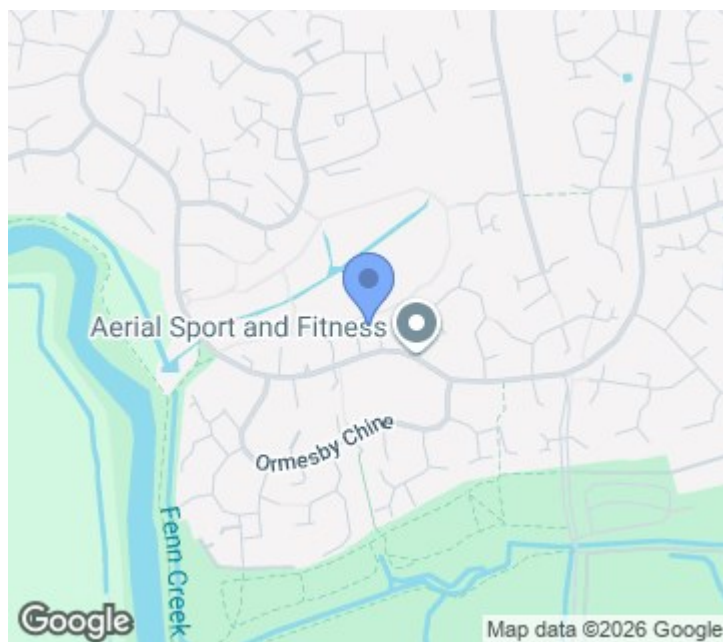 Aerial Sport and Fitness
Ormesby Chine
Fenn Creek
Google
Map data ©2026 Google